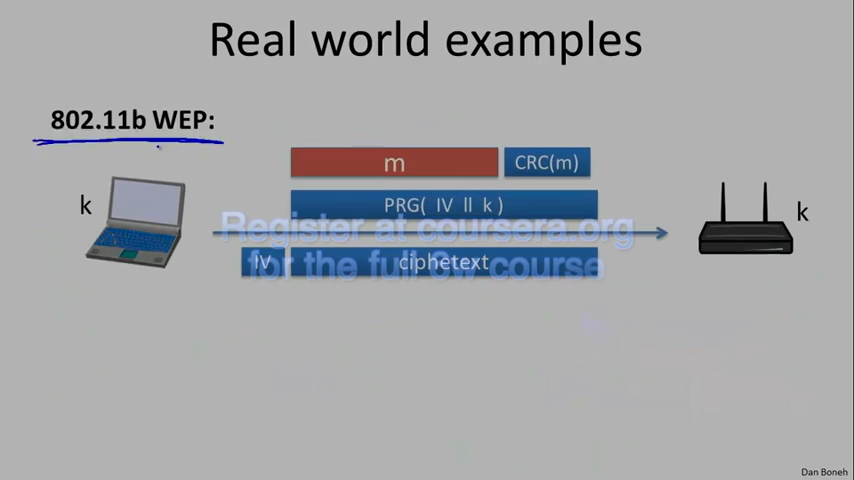 Real world examples
802.11b WEP:
m
CRC(m)
k
PRG( IV ll k )
k
Register at coursera.org
IV
ciphetext
for the full 6w course
Dan Boneh